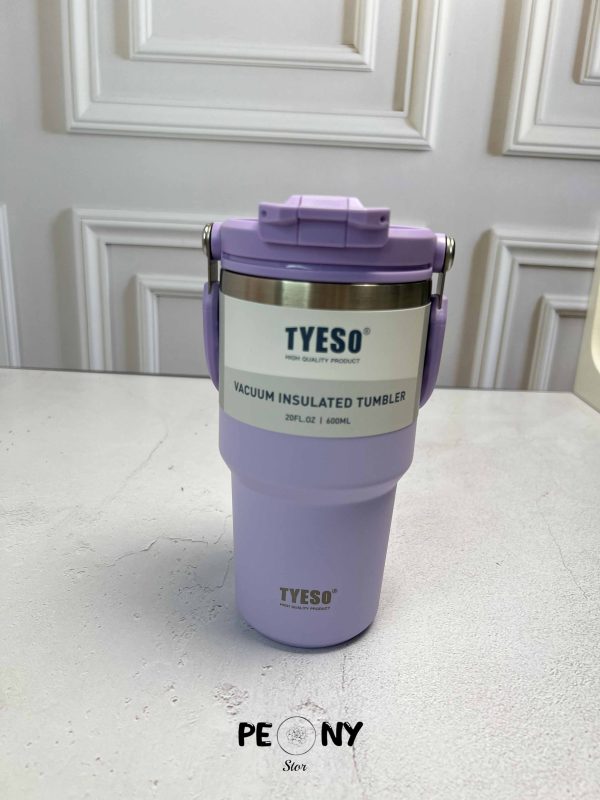 TYESO®
HIGH QUALITY PRODUCT
VACUUM INSULATED TUMBLER
20FL.OZ | 600ML
TYESO®
HIGH QUALITY PRODUCT
PEONY
Stor